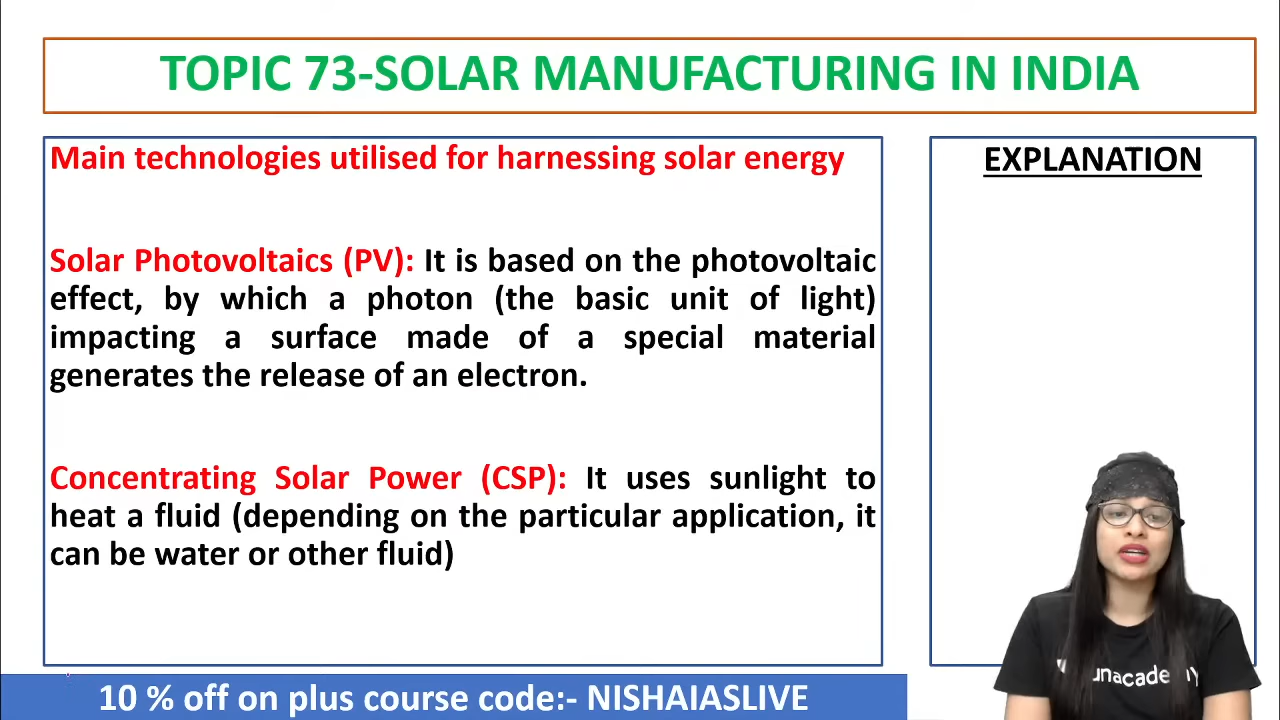 TOPIC 73-SOLAR MANUFACTURING IN INDIA
Main technologies utilised for harnessing solar energy
Solar Photovoltaics (PV): It is based on the photovoltaic
effect, by which a photon (the basic unit of light)
impacting a surface made of a special material
generates the release of an electron.
Concentrating Solar Power (CSP): It uses sunlight to
heat a fluid (depending on the particular application, it
can be water or other fluid)
EXPLANATION
unacademy
10 % off on plus course code:- NISHAIASLIVE